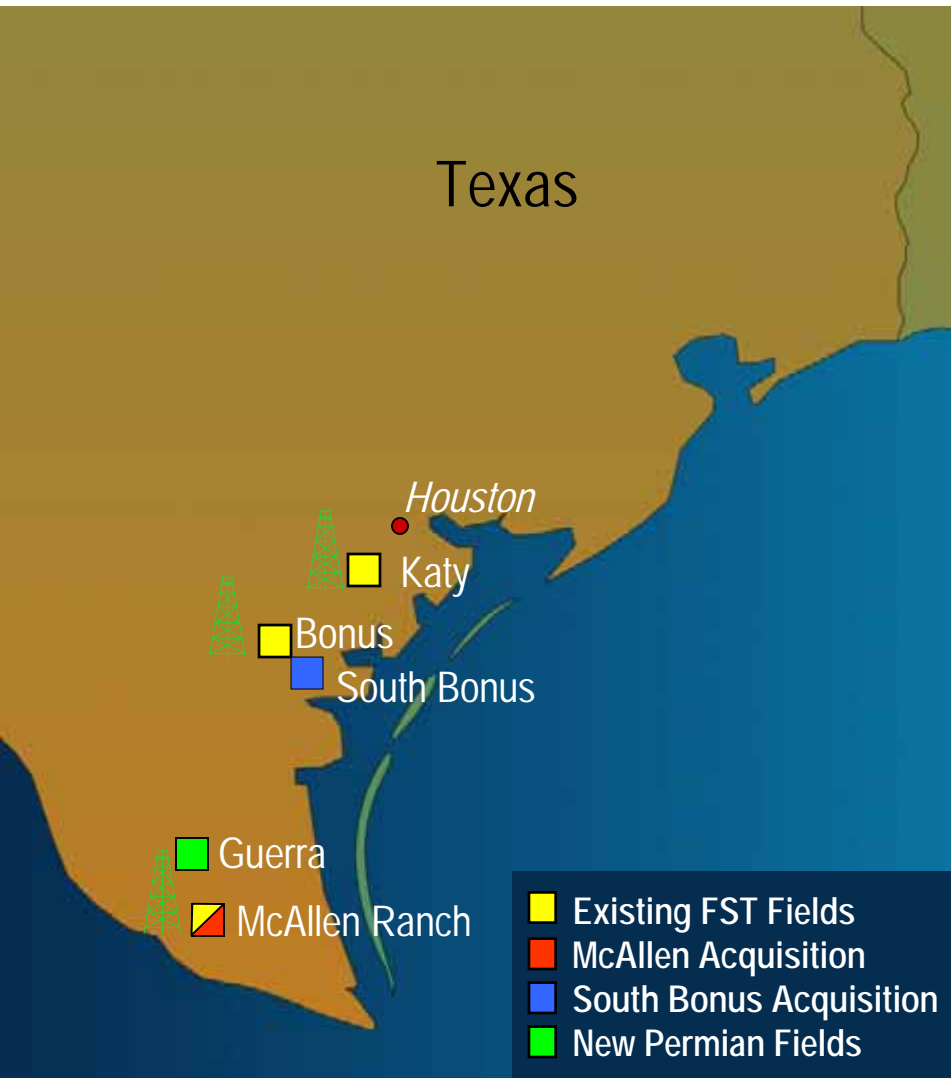 Texas
Houston
Katy
Bonus
South Bonus
Guerra
McAllen Ranch
Existing FST Fields
McAllen Acquisition
South Bonus Acquisition
New Permian Fields